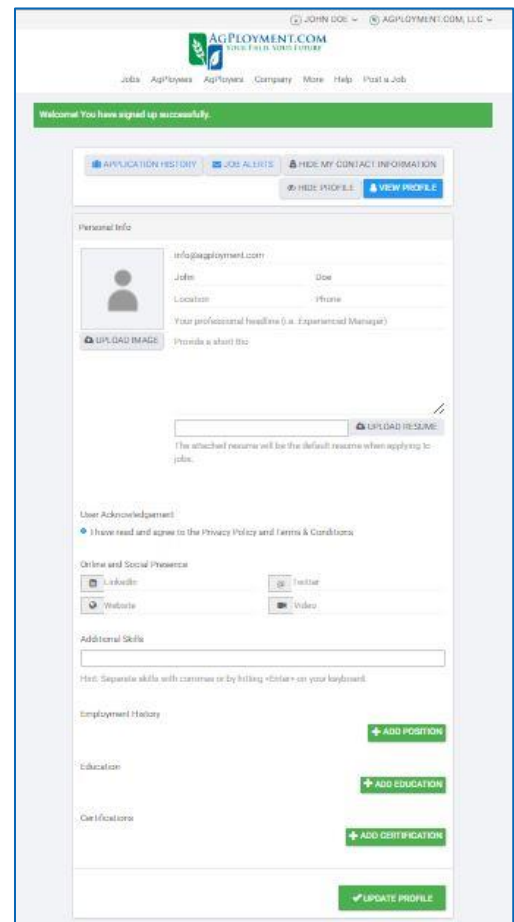 JOHN DOE AGPLOYMENT.COM, LLC
AGPLOYMENT.COM
YOUR FIELD. YOUR FUTURE
Jobs AgPloyees AgPloyers Company More Help Post a Job
Welcome! You have signed up successfully.
APPLICATION HISTORY JOB ALERTS HIDE MY CONTACT INFORMATION
HIDE PROFILE VIEW PROFILE
Personal Info
info@agployment.com
John Doe
Location Phone
Your professional headline (i.e. Experienced Manager)
UPLOAD IMAGE Provide a short bio
UPLOAD RESUME
The attached resume will be the default resume when applying to
jobs.
User Acknowledgement
I have read and agree to the Privacy Policy and Terms & Conditions
Online and Social Presence
LinkedIn @ Twitter
Website Video
Additional Skills
Hint: Separate skills with commas or by hitting <Enter> on your keyboard.
Employment History
ADD POSITION
Education
ADD EDUCATION
Certifications
ADD CERTIFICATION
UPDATE PROFILE